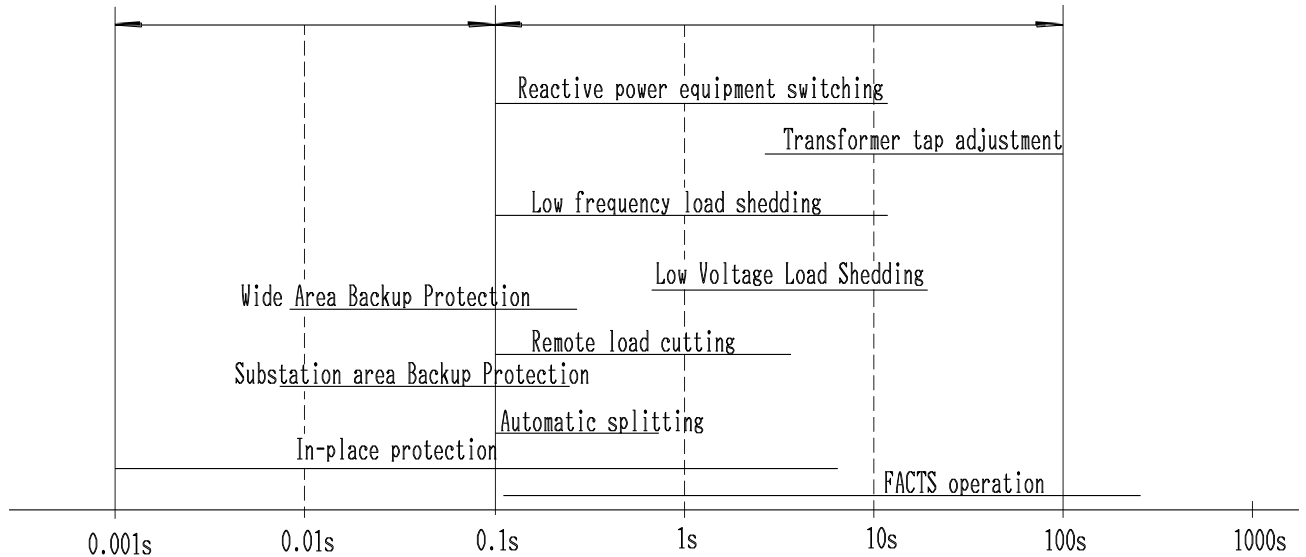 Reactive power equipment switching
Transformer tap adjustment
Low frequency load shedding
Low Voltage Load Shedding
Wide Area Backup Protection
Remote load cutting
Substation area Backup Protection
Automatic splitting
In-place protection
FACTS operation
0.001s 0.01s 0.1s 1s 10s 100s 1000s